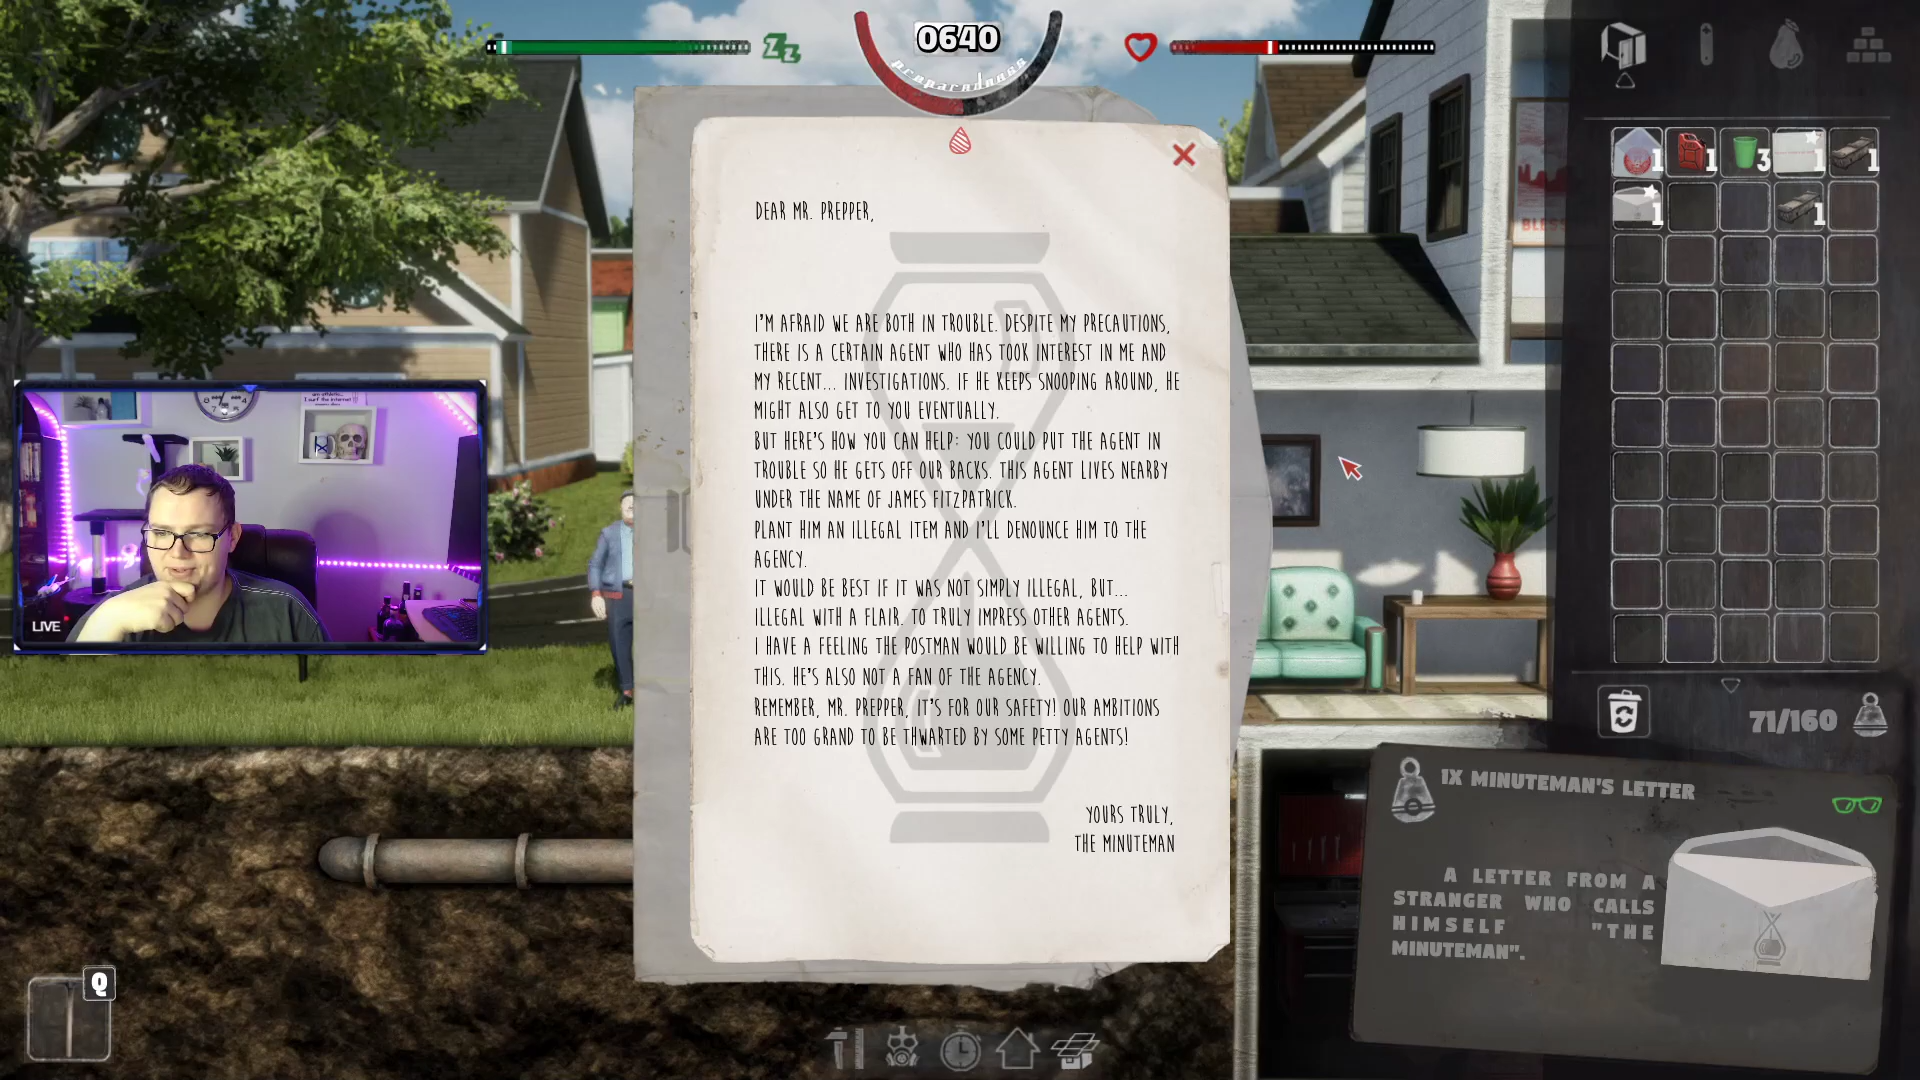 0640
preparedness
DEAR MR. PREPPER,
I'M AFRAID WE ARE BOTH IN TROUBLE. DESPITE MY PRECAUTIONS,
THERE IS A CERTAIN AGENT WHO HAS TOOK INTEREST IN ME AND
MY RECENT... INVESTIGATIONS. IF HE KEEPS SNOOPING AROUND, HE
MIGHT ALSO GET TO YOU EVENTUALLY.
BUT HERE'S HOW YOU CAN HELP: YOU COULD PUT THE AGENT IN
TROUBLE SO HE GETS OFF OUR BACKS. THIS AGENT LIVES NEARBY
UNDER THE NAME OF JAMES FITZPATRICK.
PLANT HIM AN ILLEGAL ITEM AND I'LL DENOUNCE HIM TO THE
AGENCY.
IT WOULD BE BEST IF IT WAS NOT SIMPLY ILLEGAL, BUT...
ILLEGAL WITH A FLAIR. TO TRULY IMPRESS OTHER AGENTS.
I HAVE A FEELING THE POSTMAN WOULD BE WILLING TO HELP WITH
THIS. HE'S ALSO NOT A FAN OF THE AGENCY.
REMEMBER, MR. PREPPER, IT'S FOR OUR SAFETY! OUR AMBITIONS
ARE TOO GRAND TO BE THWARTED BY SOME PETTY AGENTS!
YOURS TRULY,
THE MINUTEMAN
LIVE
Q
BLESS
1 1 3 1 1
1 1
71/160
1X MINUTEMAN'S LETTER
A LETTER FROM A
STRANGER WHO CALLS
HIMSELF "THE
MINUTEMAN".